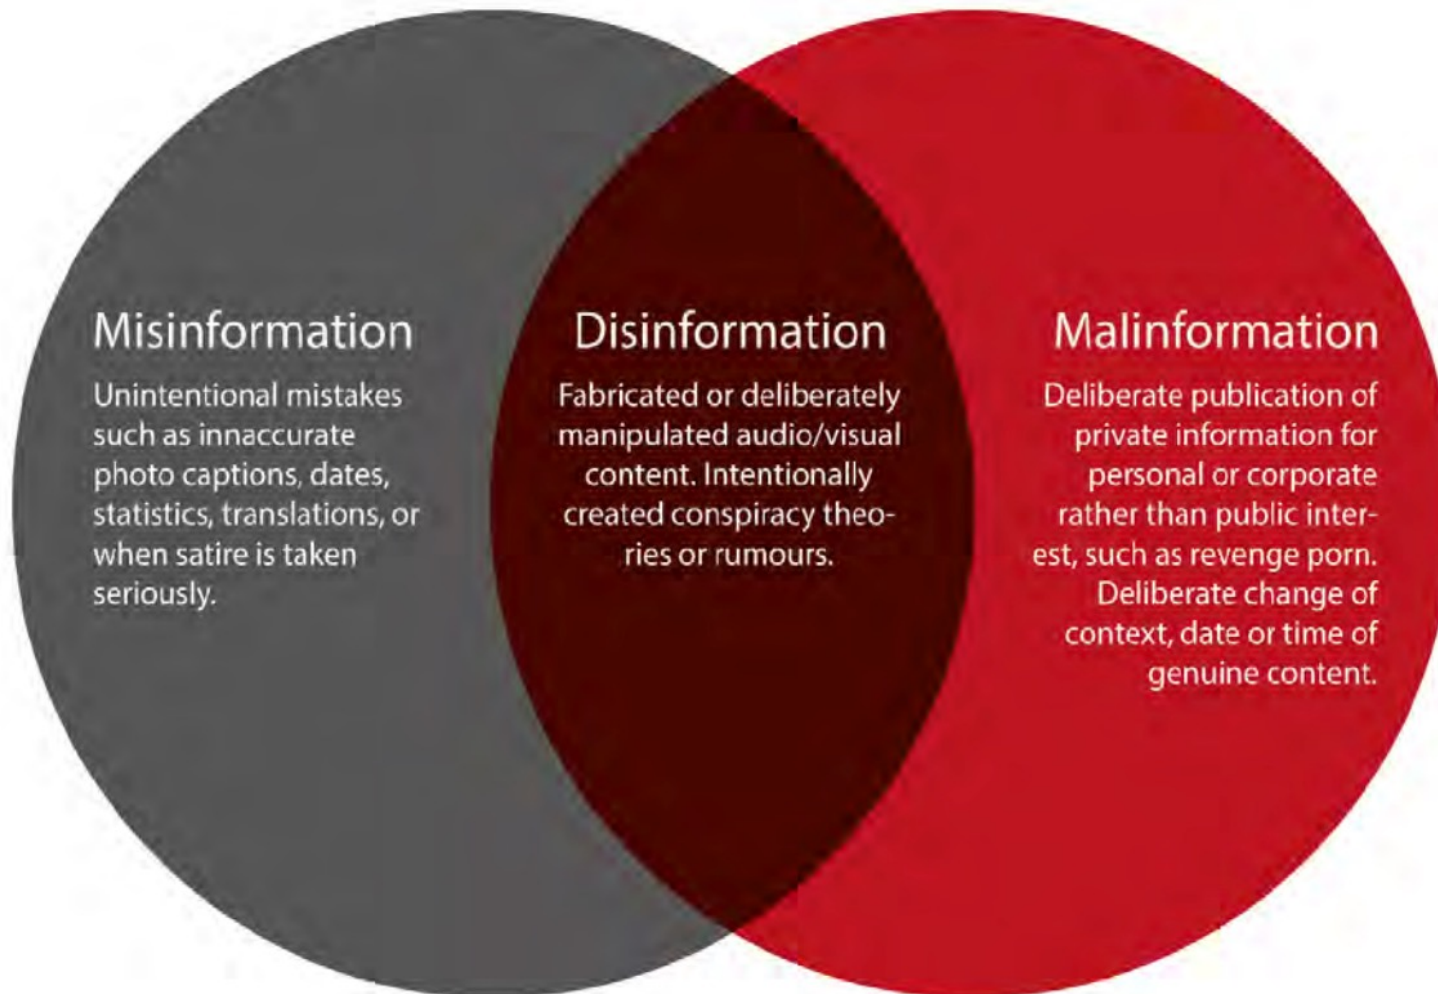 Misinformation
Unintentional mistakes
such as innaccurate
photo captions, dates,
statistics, translations, or
when satire is taken
seriously.
Disinformation
Fabricated or deliberately
manipulated audio/visual
content. Intentionally
created conspiracy theo-
ries or rumours.
Malinformation
Deliberate publication of
private information for
personal or corporate
rather than public inter-
est, such as revenge porn.
Deliberate change of
context, date or time of
genuine content.